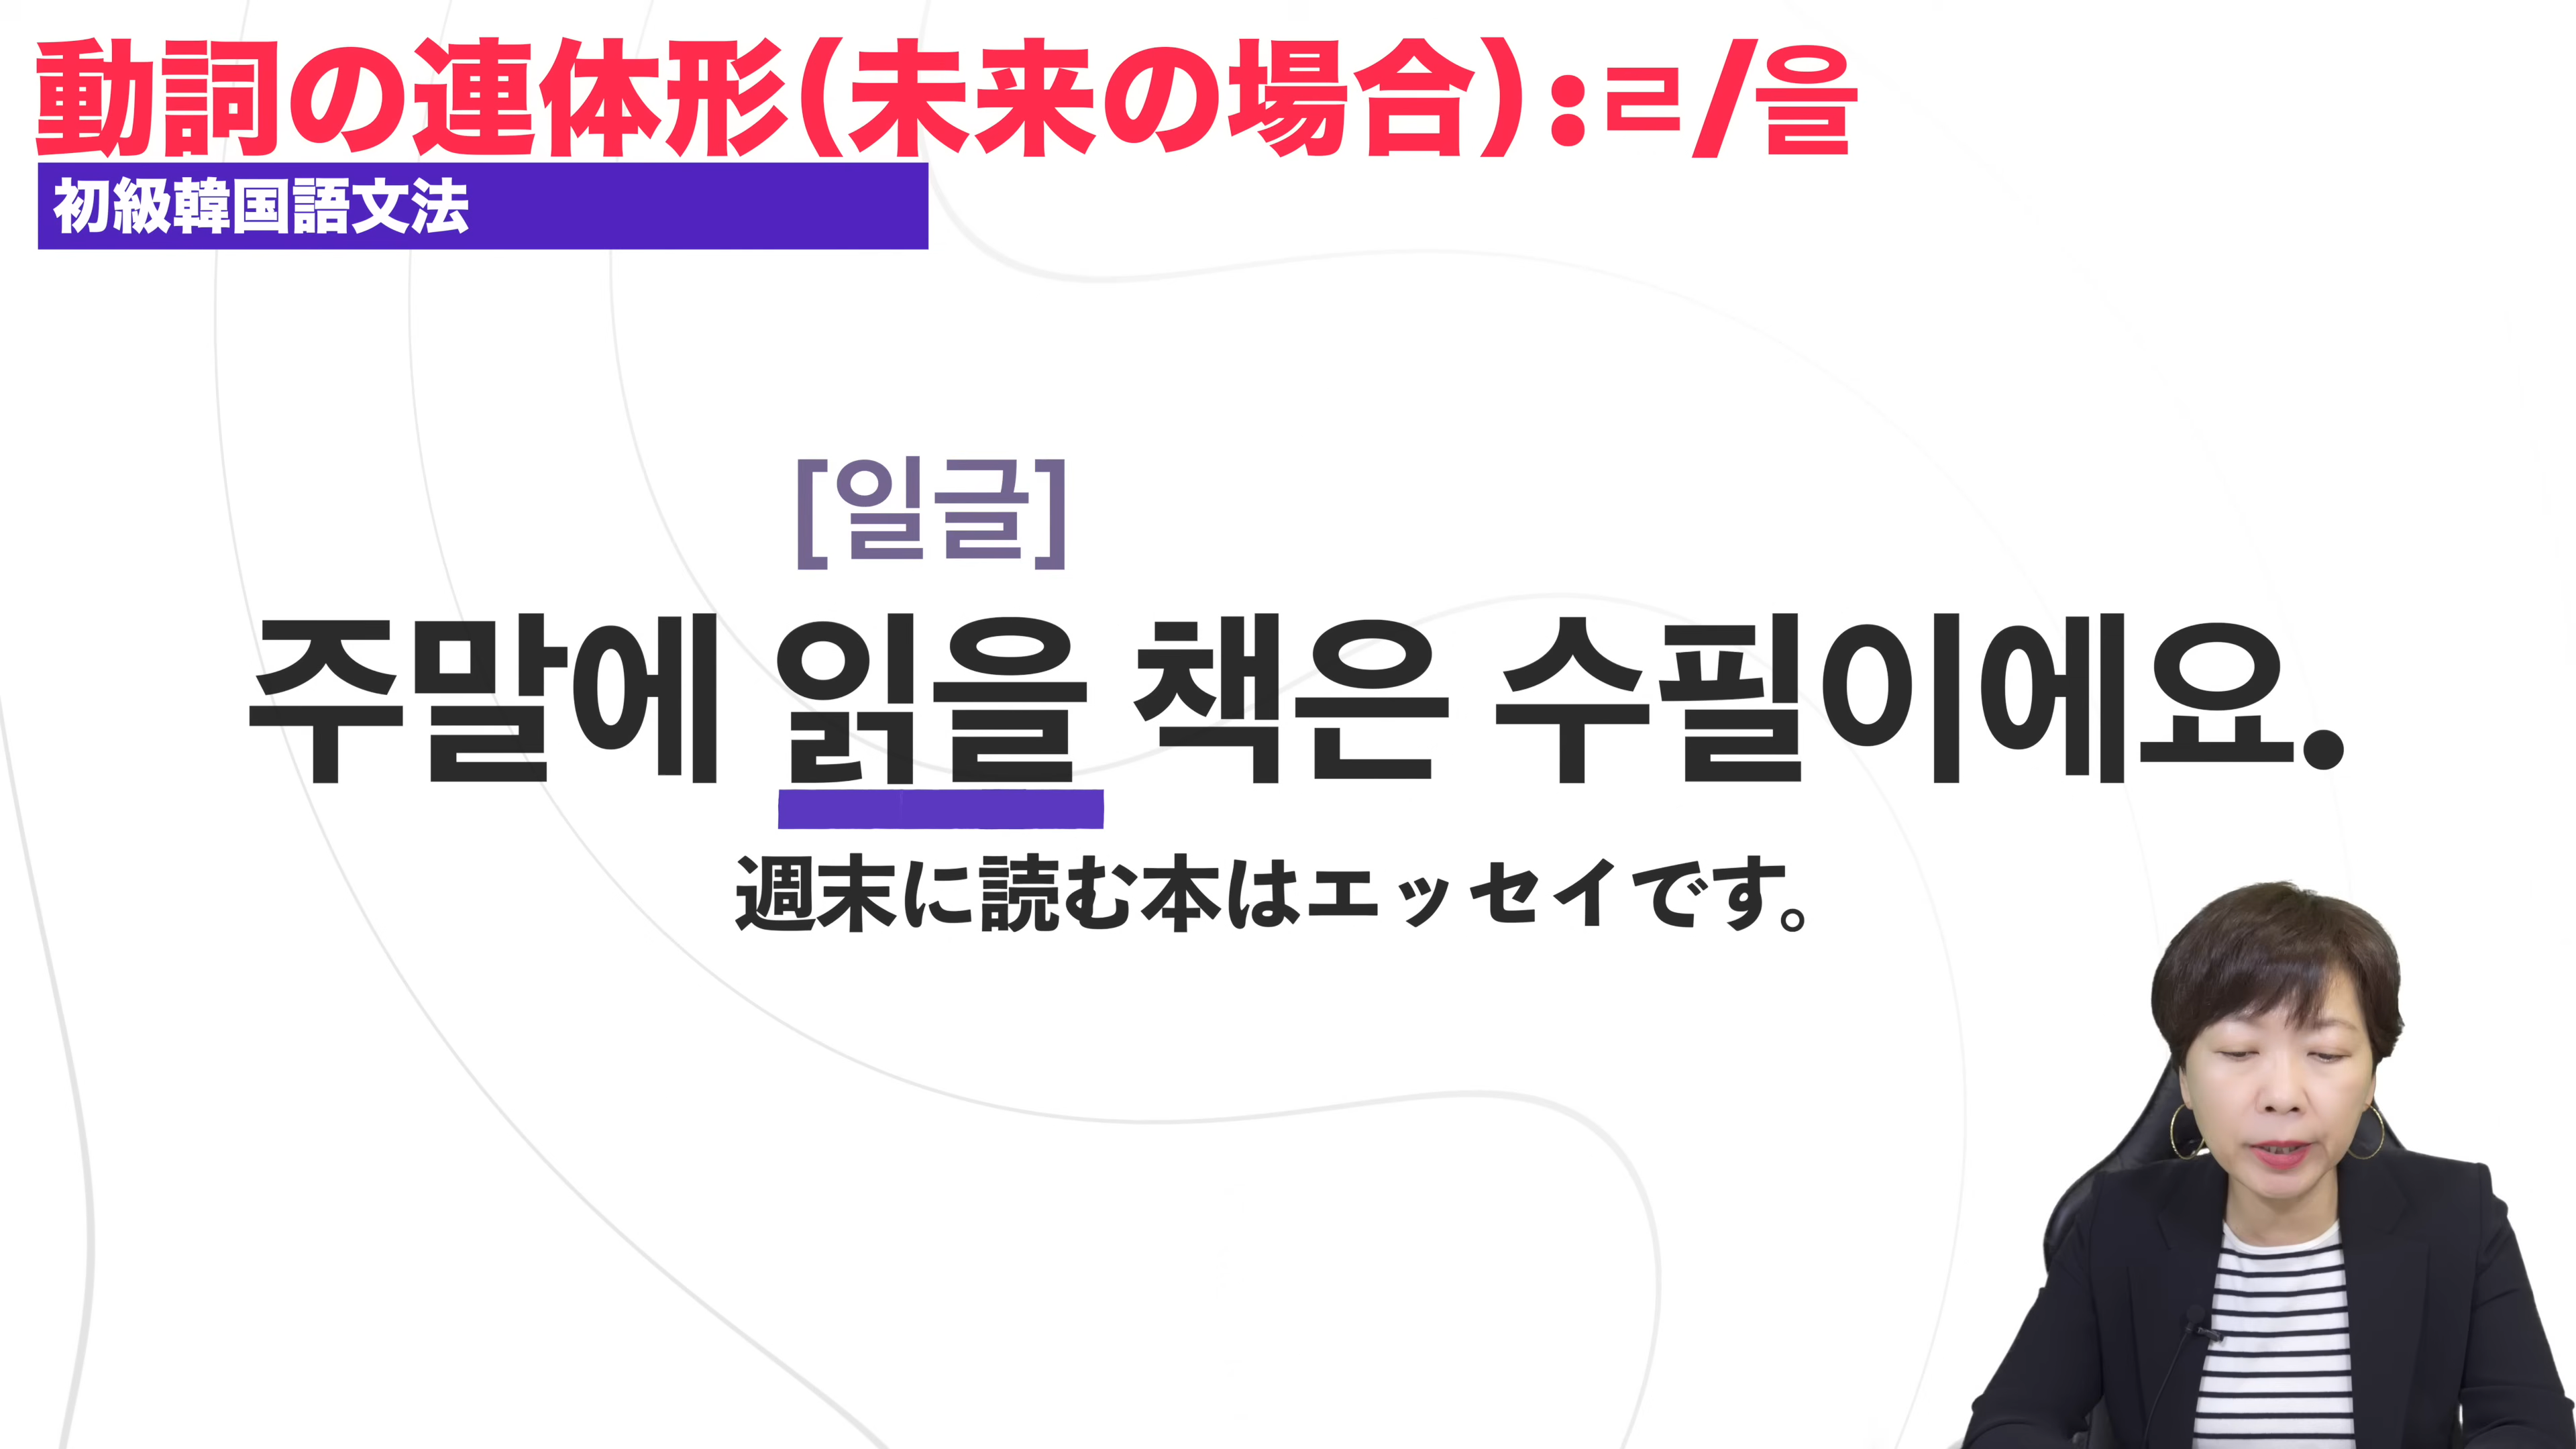 動詞の連体形(未来の場合):ㄹ/을
初級韓国語文法
[일글]
주말에 읽을 책은 수필이에요.
週末に読む本はエッセイです。